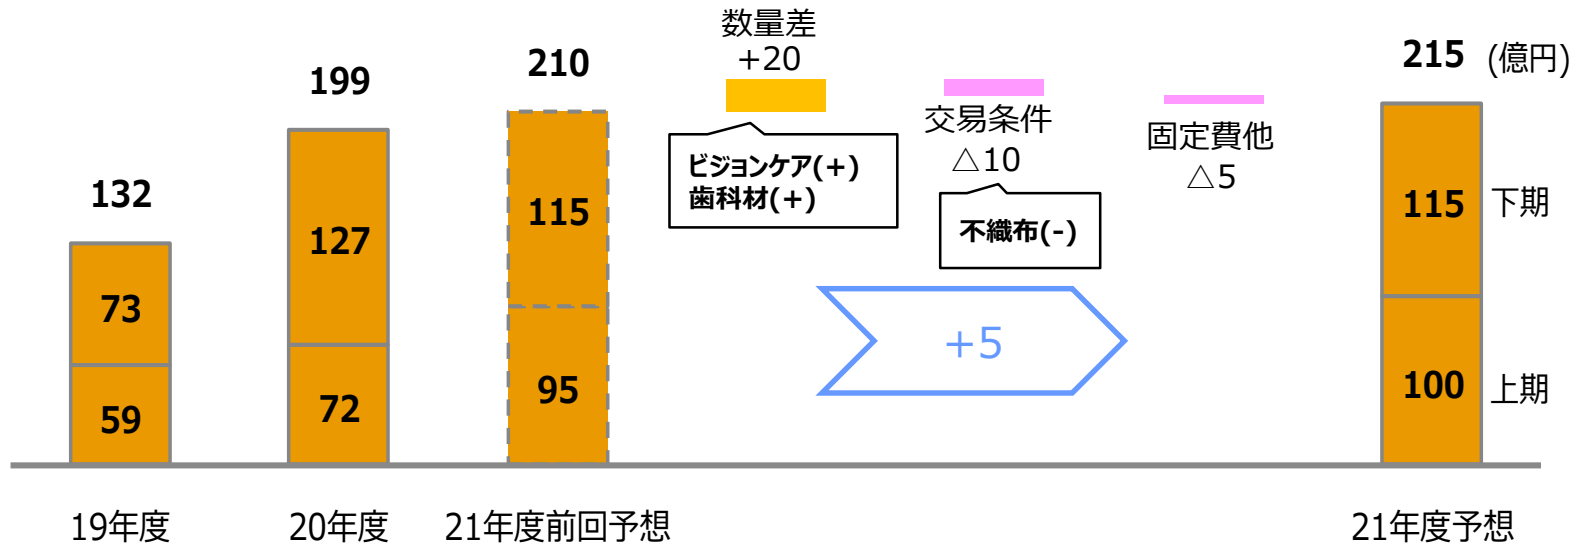 132
73
59
19年度
199
127
72
20年度
210
115
95
21年度前回予想
数量差
+20
ビジョンケア(+)
歯科材(+)
交易条件
△10
不織布(-)
固定費他
△5
+5
215 (億円)
115 下期
100 上期
21年度予想